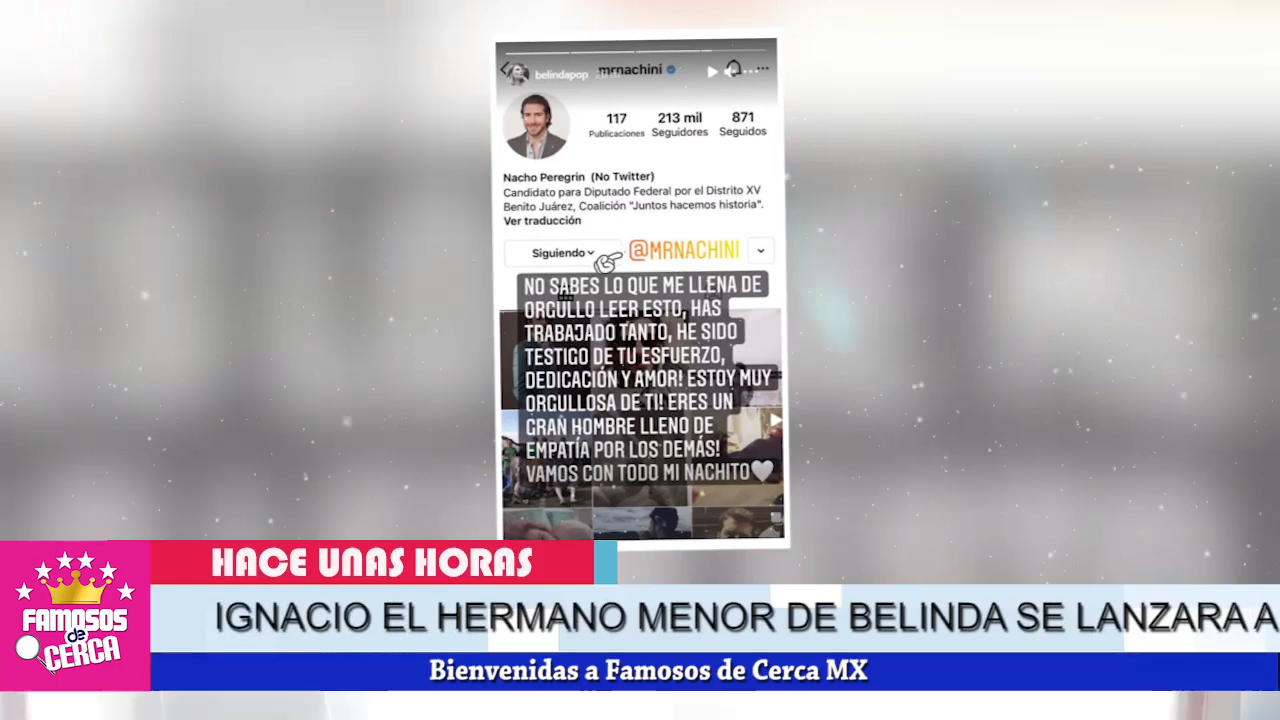 belindapop
mrnachini
117
213 mil
871
Publicaciones
Seguidores
Seguidos
Nacho Peregrin (No Twitter)
Candidato para Diputado Federal por el Distrito XV
Benito Juárez, Coalición "Juntos hacemos historia".
Ver traducción
Siguiendo
@MRNACHINI
NO SABES LO QUE ME LLENA DE
ORGULLO LEER ESTO, HAS
TRABAJADO TANTO, HE SIDO
TESTIGO DE TU ESFUERZO,
DEDICACIÓN Y AMOR! ESTOY MUY
ORGULLOSA DE TI! ERES UN
GRAN HOMBRE LLENO DE
EMPATÍA POR LOS DEMÁS!
VAMOS CON TODO MI NACHITO🤍
HACE UNAS HORAS
IGNACIO EL HERMANO MENOR DE BELINDA SE LANZARA A
FAMOSOS
de
CERCA
Bienvenidas a Famosos de Cerca MX